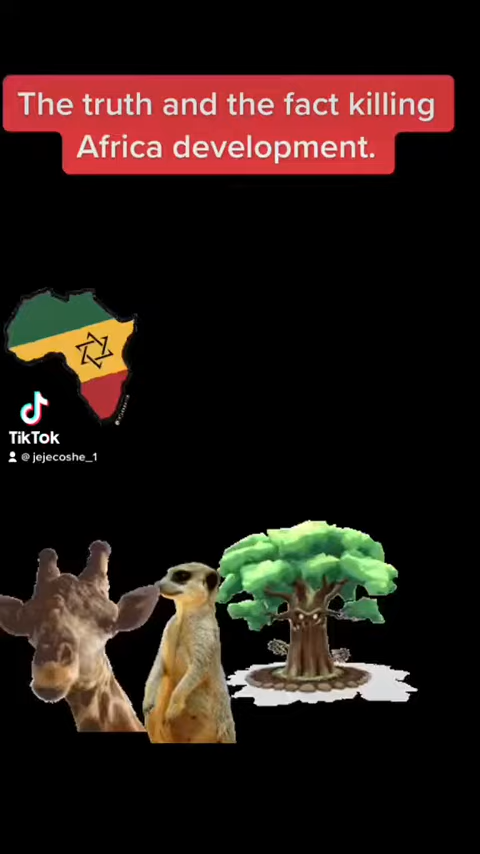 The truth and the fact killing
Africa development.
TikTok
@ jejecoshe_1